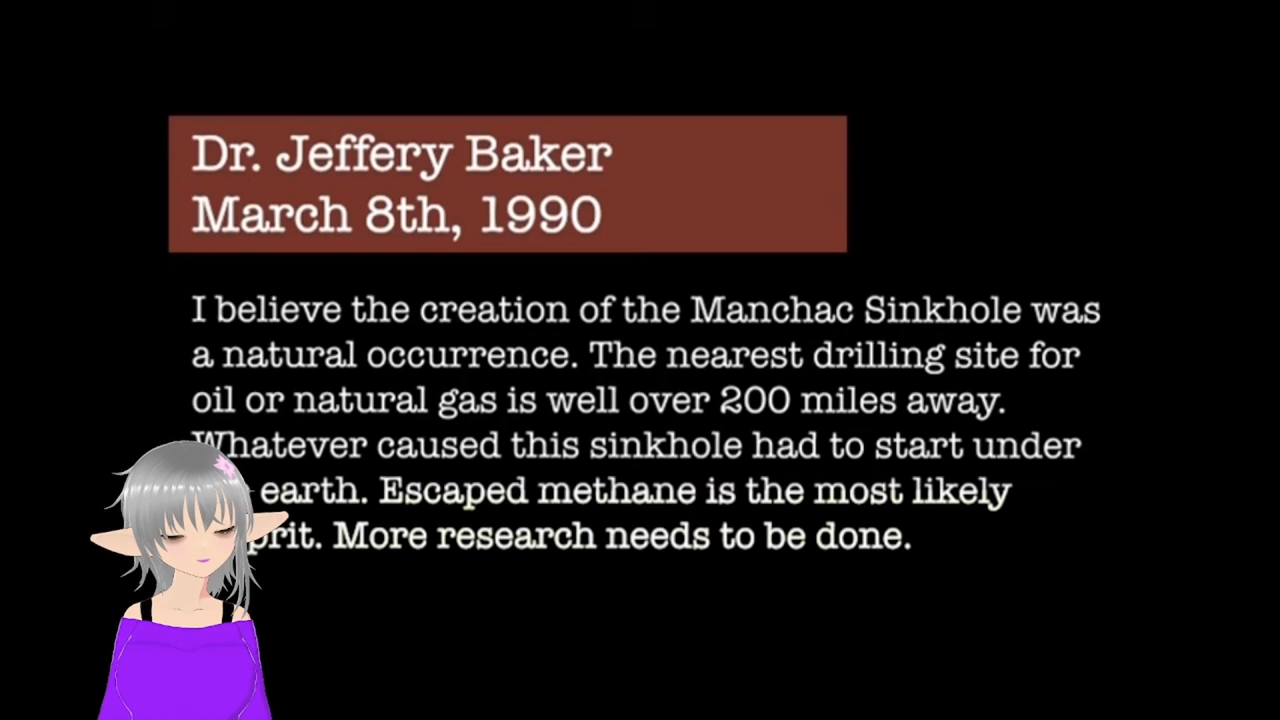 Dr. Jeffery Baker
March 8th, 1990
I believe the creation of the Manchac Sinkhole was
a natural occurrence. The nearest drilling site for
oil or natural gas is well over 200 miles away.
Whatever caused this sinkhole had to start under
earth. Escaped methane is the most likely
More research needs to be done.